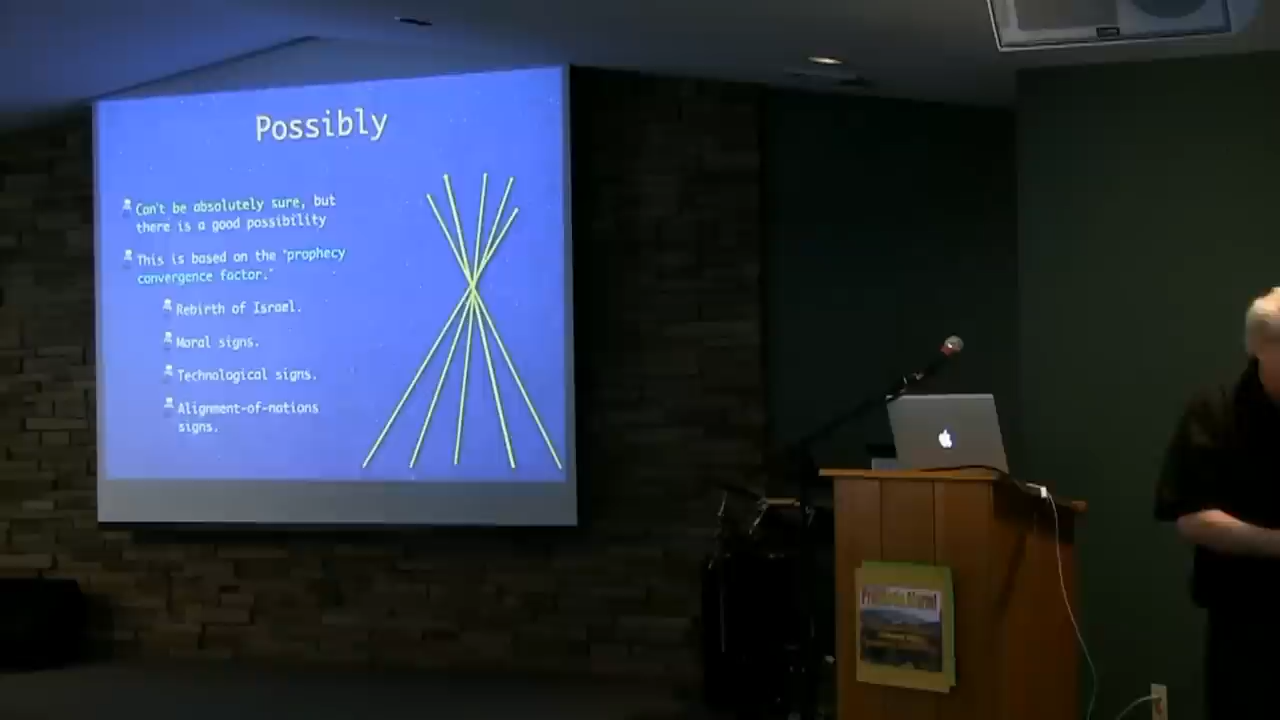 Possibly
Can't be absolutely sure, but
there is a good possibility
This is based on the "prophecy
convergence factor."
Rebirth of Israel.
Moral signs.
Technological signs.
Alignment-of-nations
signs.